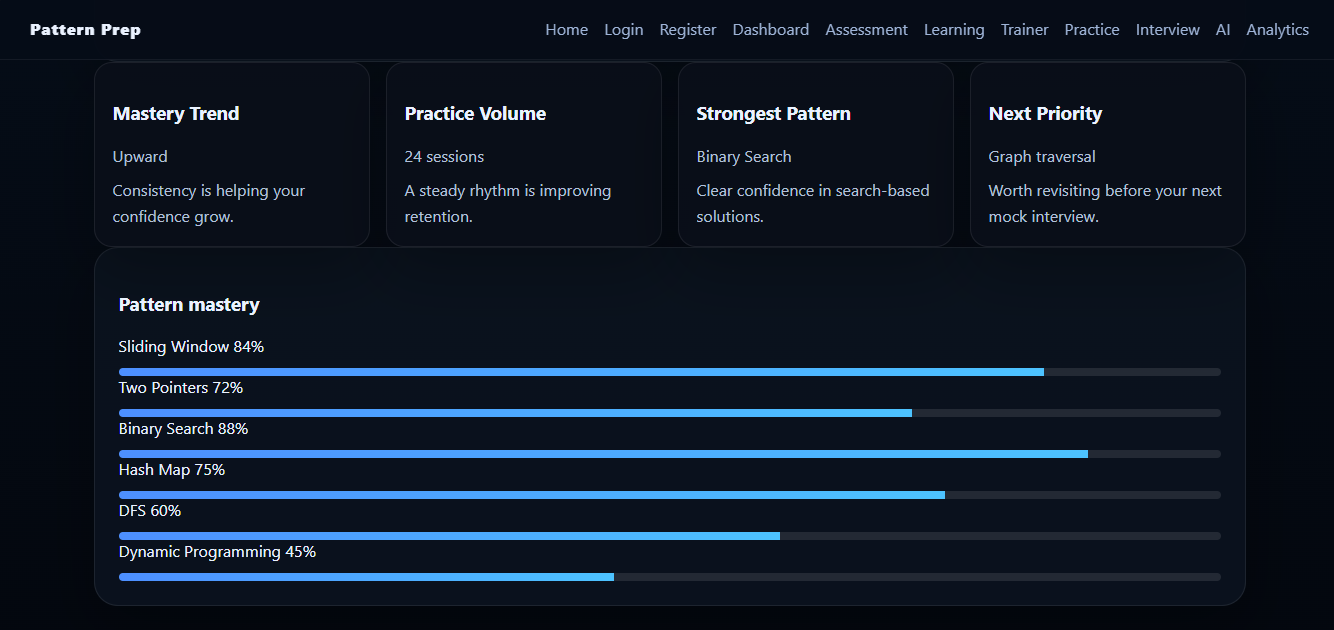 Pattern Prep
Home Login Register Dashboard Assessment Learning Trainer Practice Interview AI Analytics
Mastery Trend
Upward
Consistency is helping your
confidence grow.
Practice Volume
24 sessions
A steady rhythm is improving
retention.
Strongest Pattern
Binary Search
Clear confidence in search-based
solutions.
Next Priority
Graph traversal
Worth revisiting before your next
mock interview.
Pattern mastery
Sliding Window 84%
Two Pointers 72%
Binary Search 88%
Hash Map 75%
DFS 60%
Dynamic Programming 45%